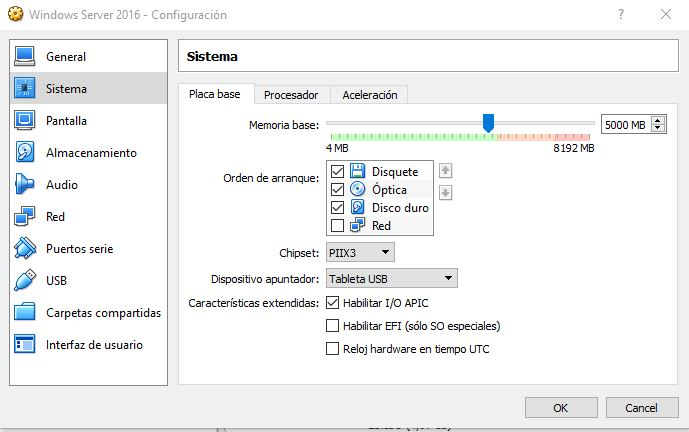 Windows Server 2016 - Configuración
?
General
Sistema
Pantalla
Almacenamiento
Audio
Red
Puertos serie
USB
Carpetas compartidas
Interfaz de usuario
Sistema
Placa base Procesador Aceleración
Memoria base: 5000 MB
4 MB 8192 MB
Orden de arranque: Disquete
Óptica
Disco duro
Red
Chipset: PIIX3
Dispositivo apuntador: Tableta USB
Características extendidas: Habilitar I/O APIC
Habilitar EFI (sólo SO especiales)
Reloj hardware en tiempo UTC
OK Cancel